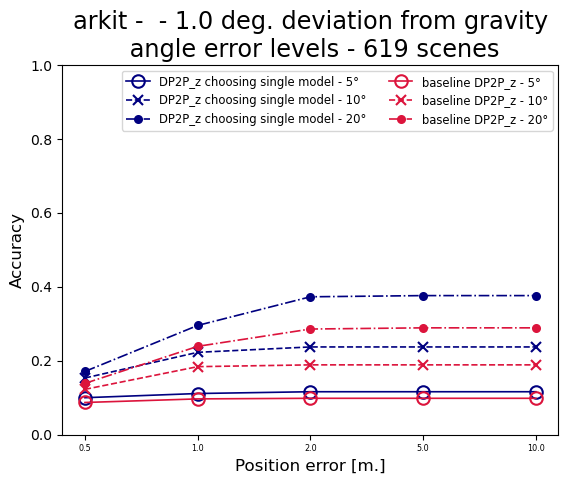 arkit -  - 1.0 deg. deviation from gravity
angle error levels - 619 scenes
DP2P_z choosing single model - 5°
DP2P_z choosing single model - 10°
DP2P_z choosing single model - 20°
baseline DP2P_z - 5°
baseline DP2P_z - 10°
baseline DP2P_z - 20°
Accuracy
1.0
0.8
0.6
0.4
0.2
0.0
0.5 1.0 2.0 5.0 10.0
Position error [m.]